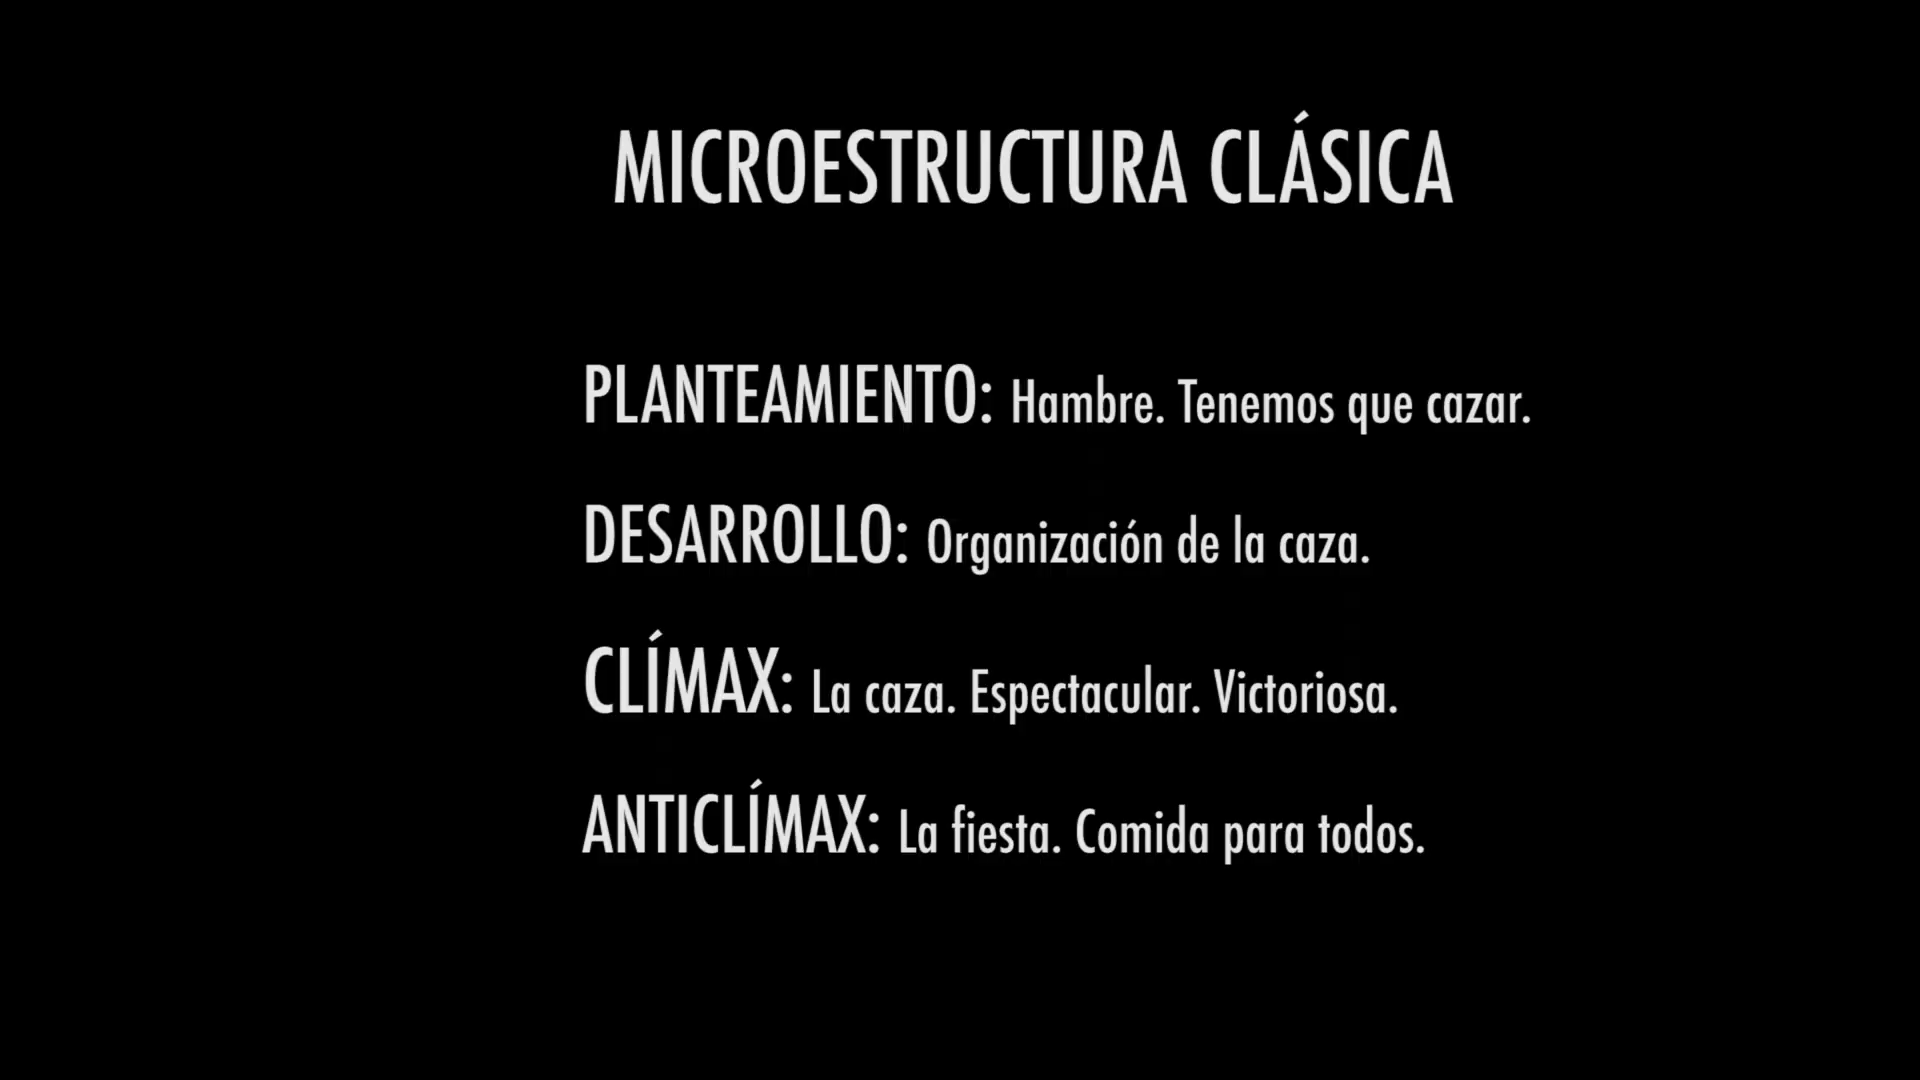 MICROESTRUCTURA CLÁSICA
PLANTEAMIENTO: Hambre. Tenemos que cazar.
DESARROLLO: Organización de la caza.
CLÍMAX: La caza. Espectacular. Victoriosa.
ANTICLÍMAX: La fiesta. Comida para todos.